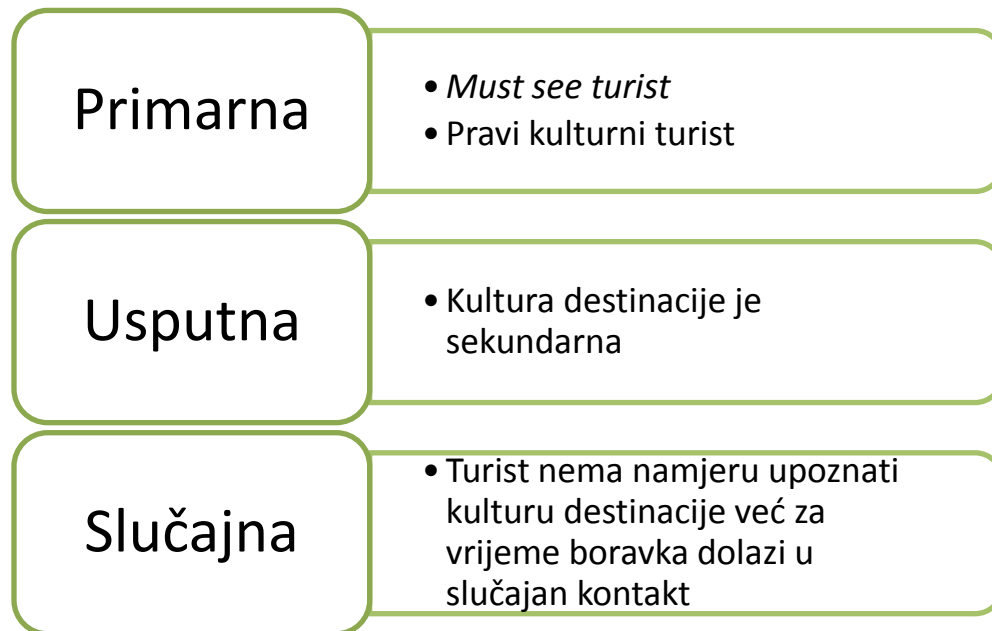 Primarna
• Must see turist
• Pravi kulturni turist
Usputna
• Kultura destinacije je
sekundarna
Slučajna
• Turist nema namjeru upoznati
kulturu destinacije već za
vrijeme boravka dolazi u
slučajan kontakt